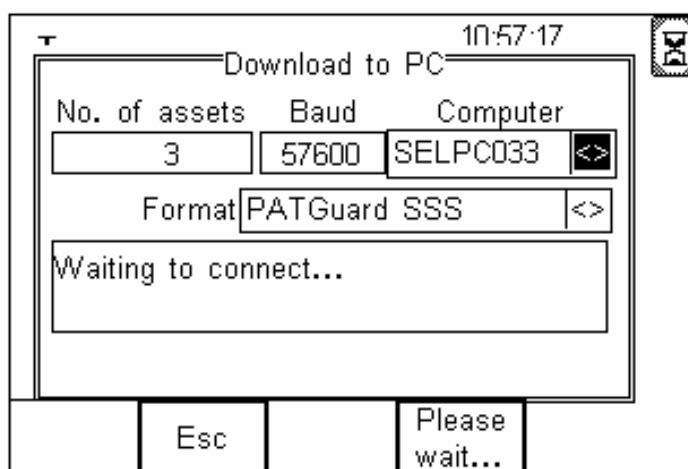 10:57:17
Download to PC
No. of assets Baud Computer
3 57600 SELPC033 <>
Format PATGuard SSS <>
Waiting to connect...
Esc
Please
wait...